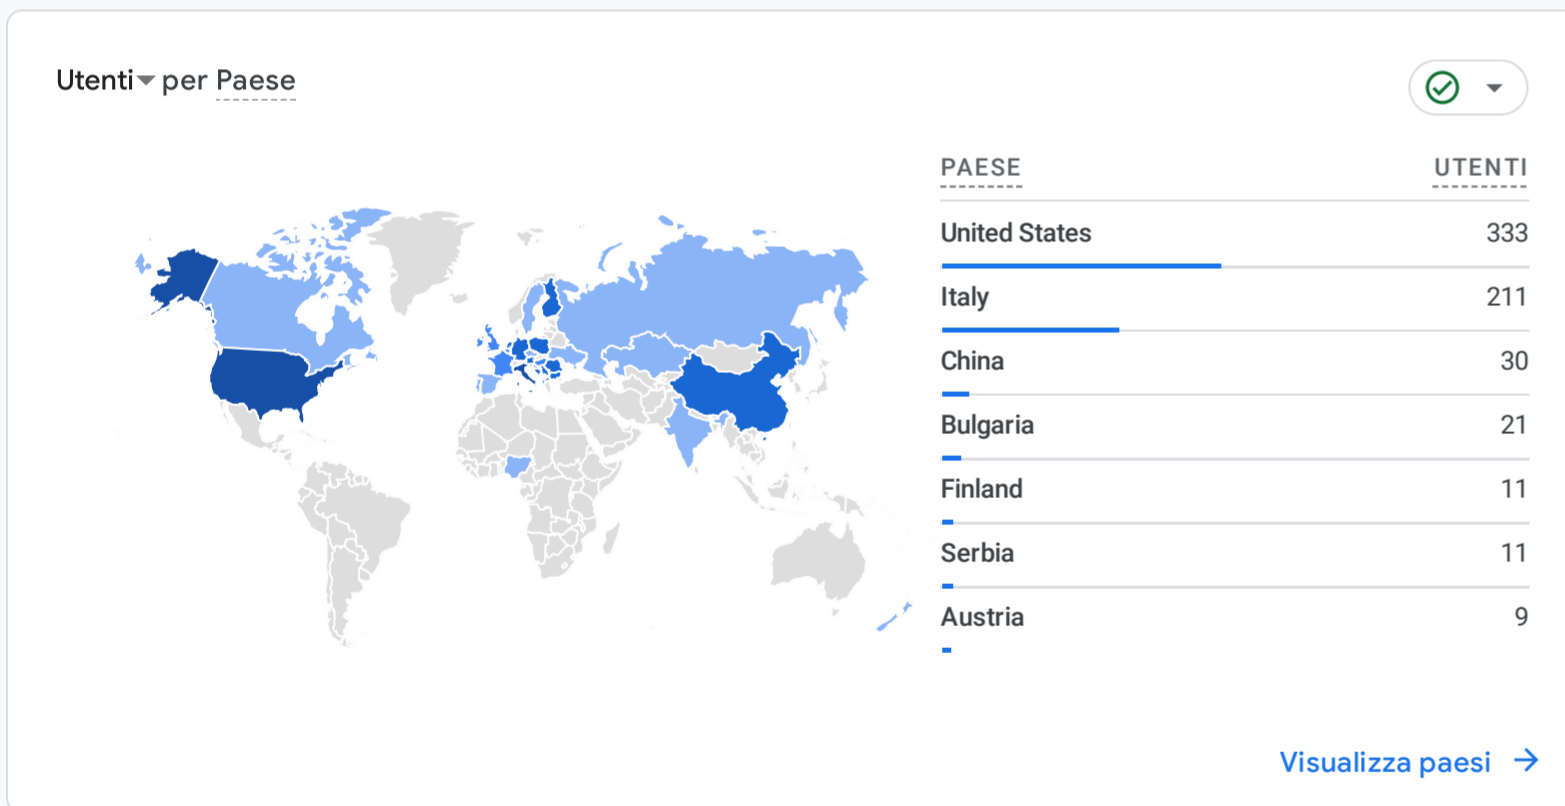 Utenti per Paese
PAESE UTENTI
United States 333
Italy 211
China 30
Bulgaria 21
Finland 11
Serbia 11
Austria 9
Visualizza paesi